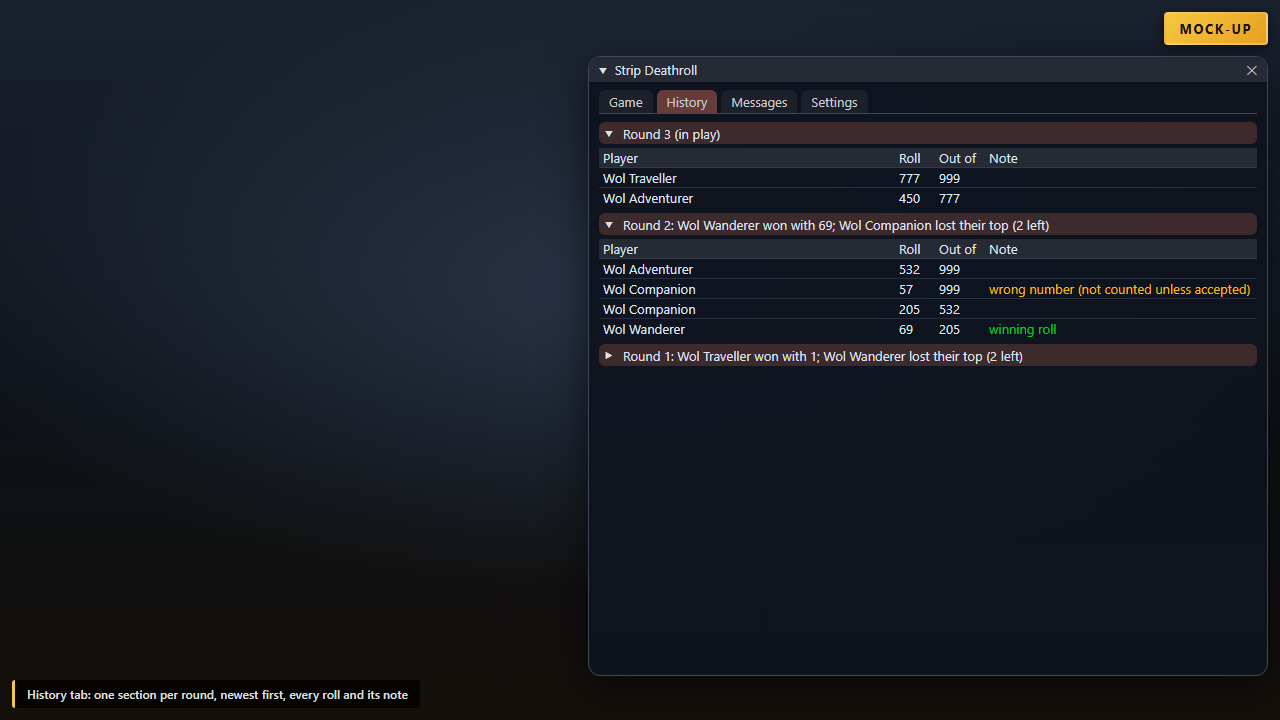 MOCK-UP
Strip Deathroll
Game History Messages Settings
Round 3 (in play)
Player Roll Out of Note
Wol Traveller 777 999
Wol Adventurer 450 777
Round 2: Wol Wanderer won with 69; Wol Companion lost their top (2 left)
Player Roll Out of Note
Wol Adventurer 532 999
Wol Companion 57 999 wrong number (not counted unless accepted)
Wol Companion 205 532
Wol Wanderer 69 205 winning roll
Round 1: Wol Traveller won with 1; Wol Wanderer lost their top (2 left)
History tab: one section per round, newest first, every roll and its note